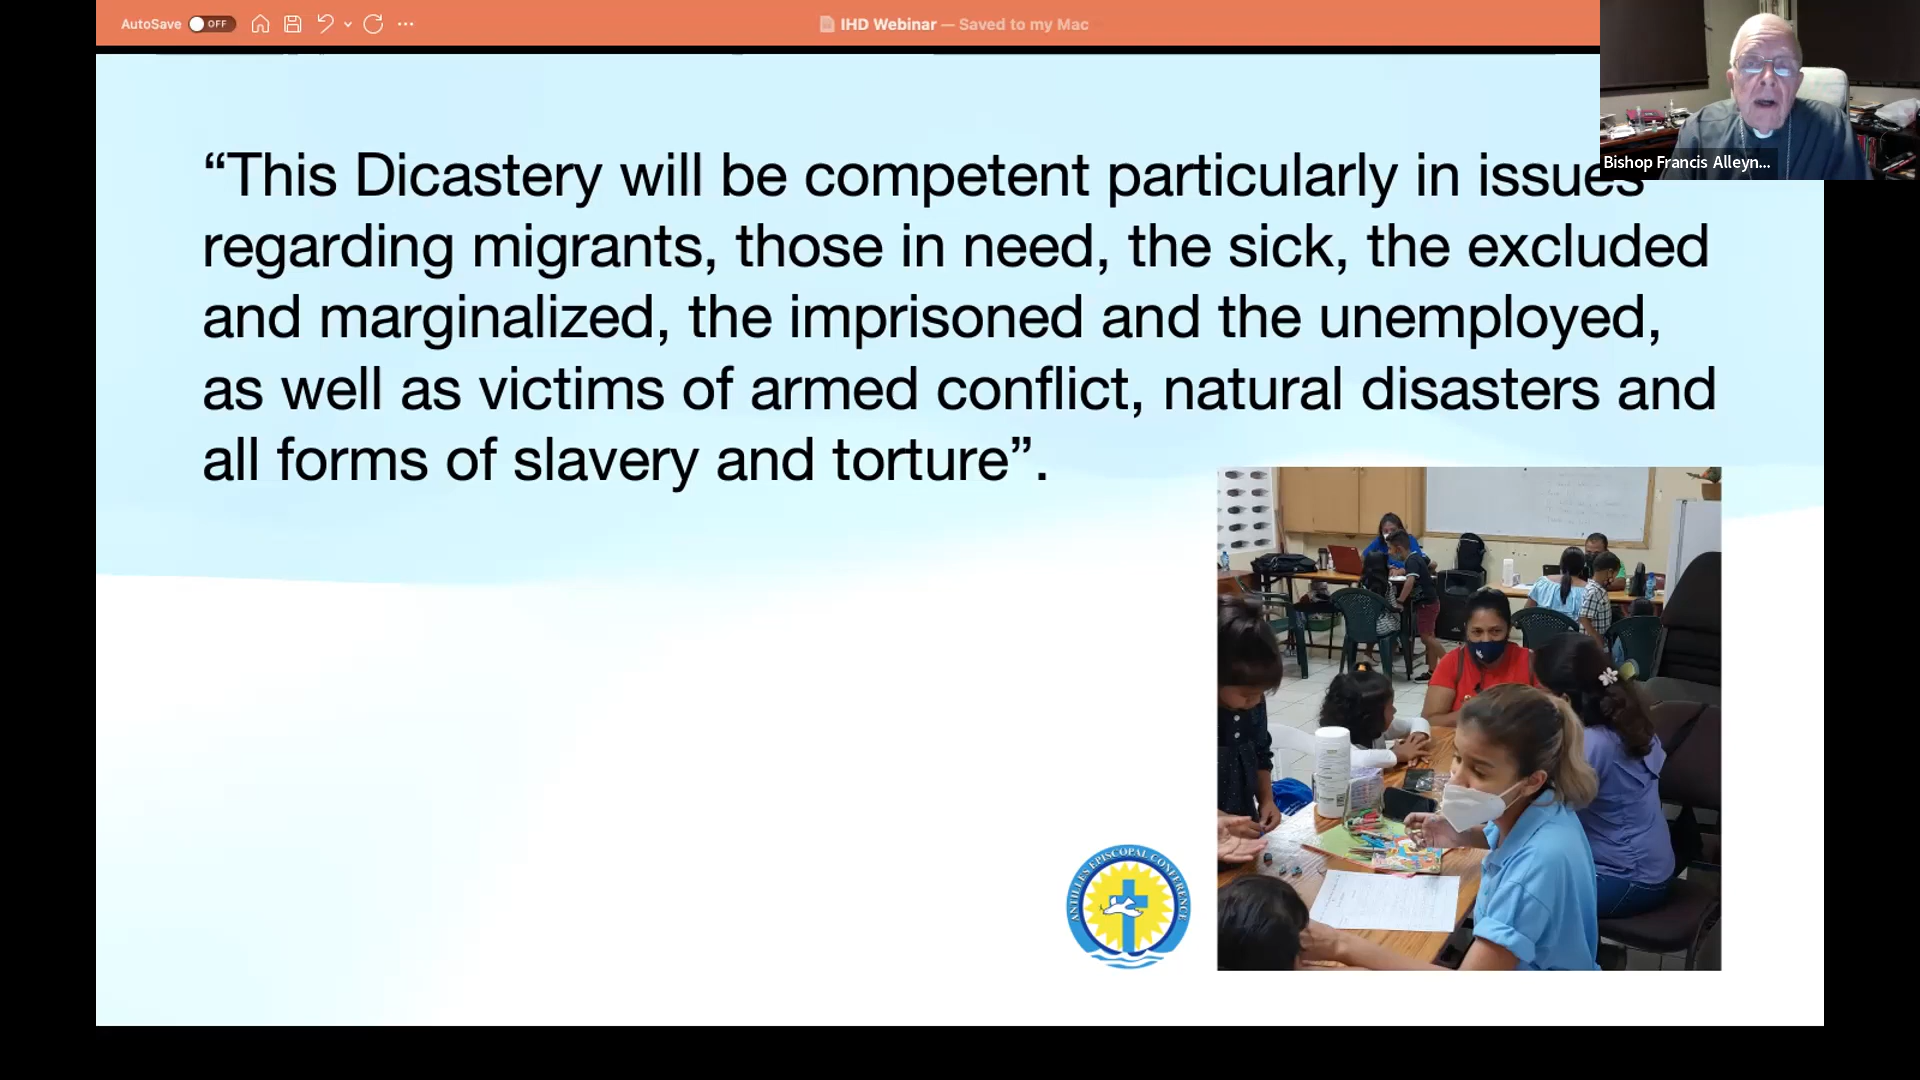 AutoSave OFF
IHD Webinar — Saved to my Mac
Bishop Francis Alleyn...
“This Dicastery will be competent particularly in issues
regarding migrants, those in need, the sick, the excluded
and marginalized, the imprisoned and the unemployed,
as well as victims of armed conflict, natural disasters and
all forms of slavery and torture”.
ANTILLES EPISCOPAL CONFERENCE